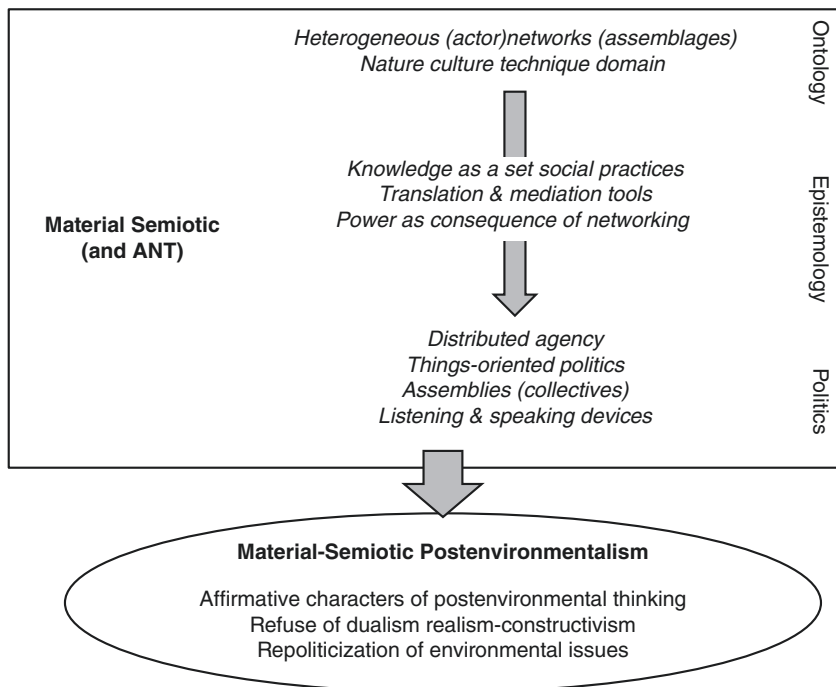 Heterogeneous (actor)networks (assemblages)
Nature culture technique domain
Ontology
Knowledge as a set social practices
Translation & mediation tools
Power as consequence of networking
Epistemology
Material Semiotic
(and ANT)
Distributed agency
Things-oriented politics
Assemblies (collectives)
Listening & speaking devices
Politics
Material-Semiotic Postenvironmentalism
Affirmative characters of postenvironmental thinking
Refuse of dualism realism-constructivism
Repoliticization of environmental issues